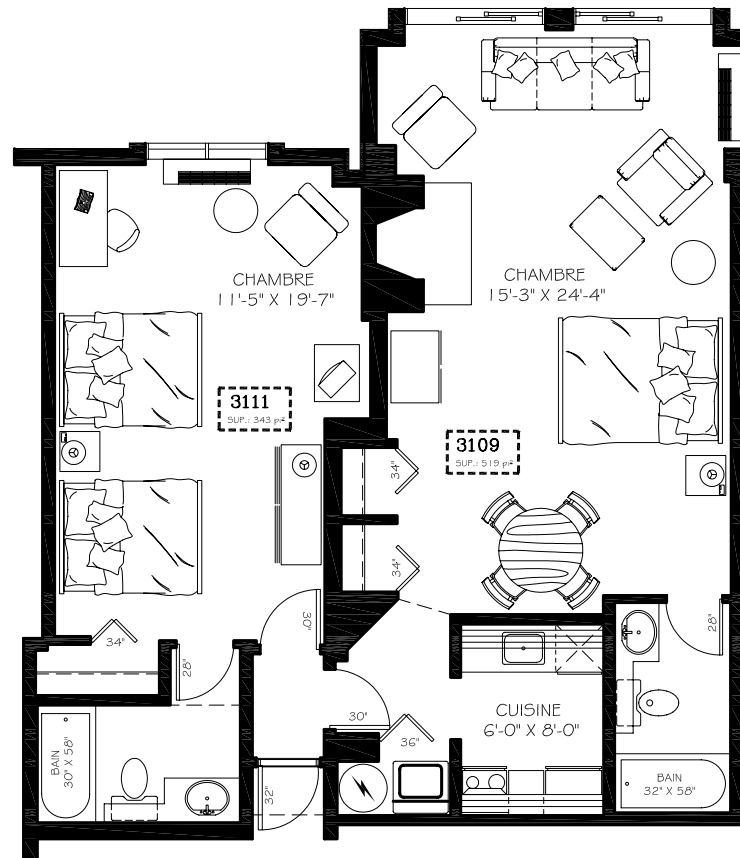 CHAMBRE
11'-5" X 19'-7"
CHAMBRE
15'-3" X 24'-4"
3111
SUP.: 343 pi²
3109
SUP.: 519 pi²
34"
34"
30"
34"
28"
28"
30"
36"
CUISINE
6'-0" X 8'-0"
BAIN
30" X 58"
32"
BAIN
32" X 58"